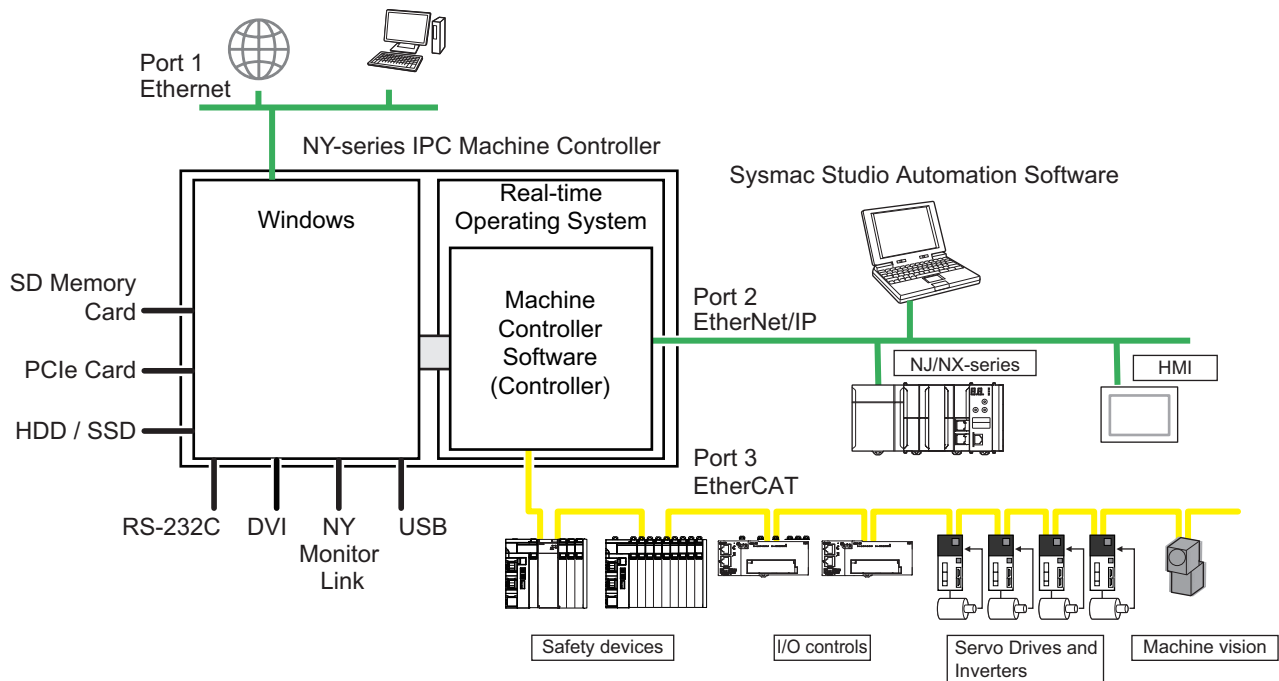 Port 1
Ethernet
NY-series IPC Machine Controller
Sysmac Studio Automation Software
Real-time
Operating System
Windows
SD Memory
Card
PCIe Card
HDD / SSD
Machine
Controller
Software
(Controller)
Port 2
EtherNet/IP
NJ/NX-series
HMI
Port 3
EtherCAT
RS-232C
DVI
NY
Monitor
Link
USB
Safety devices
I/O controls
Servo Drives and
Inverters
Machine vision